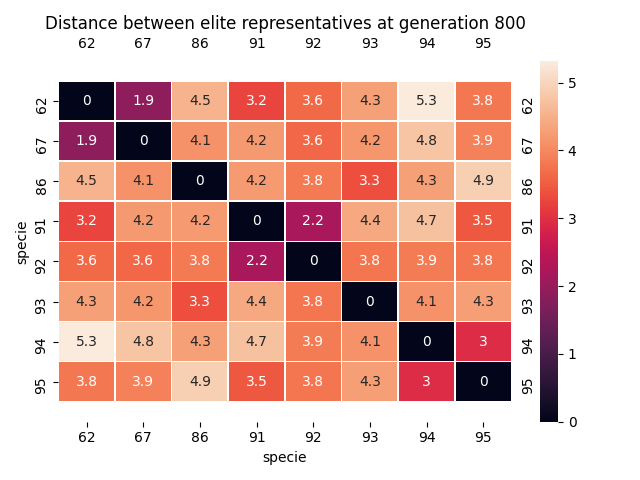 Distance between elite representatives at generation 800
62 67 86 91 92 93 94 95
62 0 1.9 4.5 3.2 3.6 4.3 5.3 3.8 62
67 1.9 0 4.1 4.2 3.6 4.2 4.8 3.9 67
86 4.5 4.1 0 4.2 3.8 3.3 4.3 4.9 86
91 3.2 4.2 4.2 0 2.2 4.4 4.7 3.5 91
92 3.6 3.6 3.8 2.2 0 3.8 3.9 3.8 92
93 4.3 4.2 3.3 4.4 3.8 0 4.1 4.3 93
94 5.3 4.8 4.3 4.7 3.9 4.1 0 3 94
95 3.8 3.9 4.9 3.5 3.8 4.3 3 0 95
62 67 86 91 92 93 94 95
specie
specie
5
4
3
2
1
0